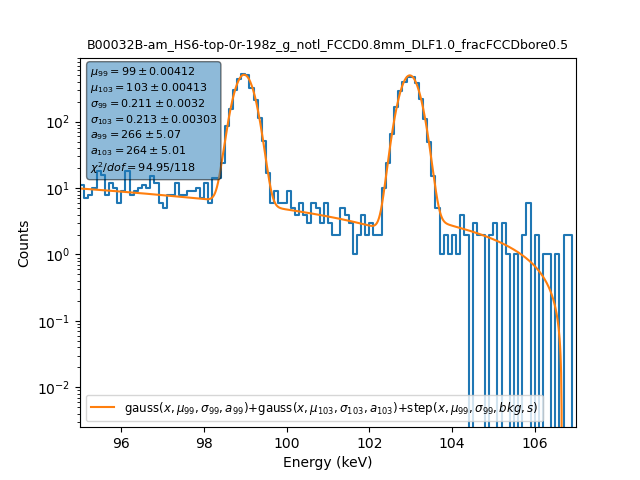 B00032B-am_HS6-top-0r-198z_g_notl_FCCD0.8mm_DLF1.0_fracFCCDbore0.5
μ₉₉ = 99 ± 0.00412
μ₁₀₃ = 103 ± 0.00413
σ₉₉ = 0.211 ± 0.0032
σ₁₀₃ = 0.213 ± 0.00303
a₉₉ = 266 ± 5.07
a₁₀₃ = 264 ± 5.01
χ²/dof = 94.95/118
10²
10¹
10⁰
10⁻¹
10⁻²
Counts
gauss(x, μ₉₉, σ₉₉, a₉₉)+gauss(x, μ₁₀₃, σ₁₀₃, a₁₀₃)+step(x, μ₉₉, σ₉₉, bkg, s)
96 98 100 102 104 106
Energy (keV)